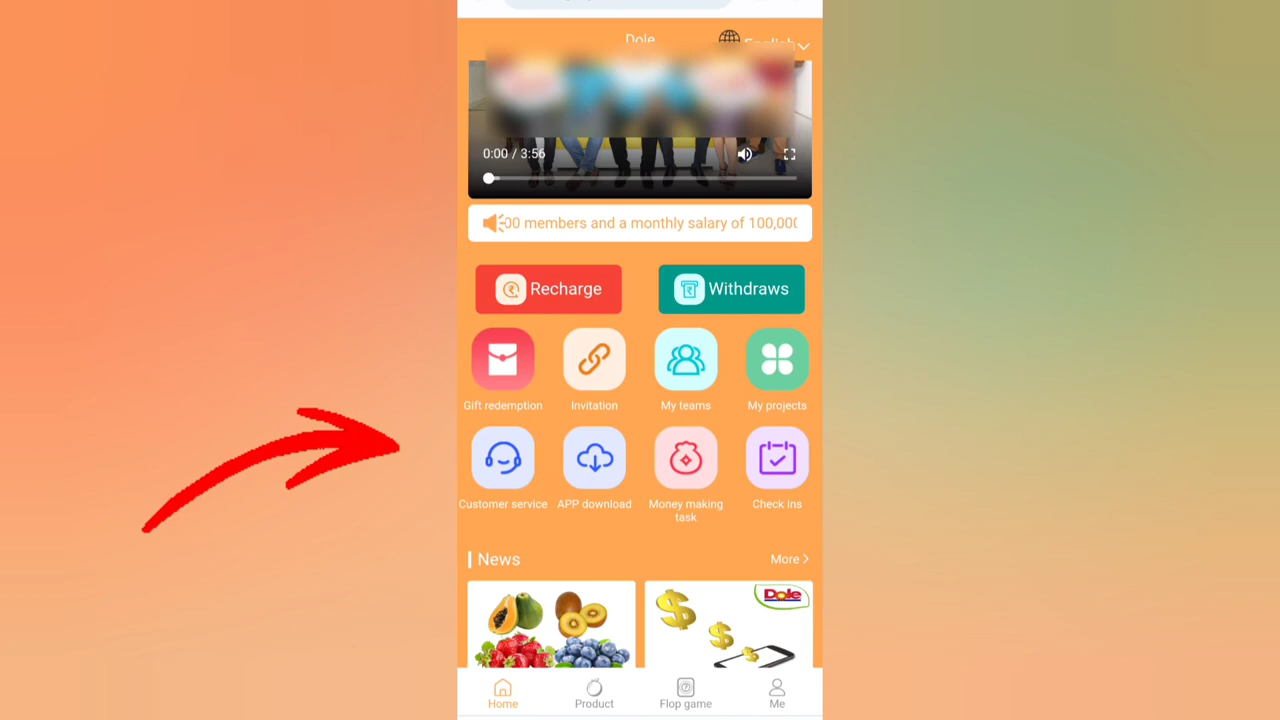 Dole
English
0:00 / 3:56
00 members and a monthly salary of 100,000
Recharge
Withdraws
Gift redemption
Invitation
My teams
My projects
Customer service
APP download
Money making
task
Check ins
News
More
Dole
Home
Product
Flop game
Me